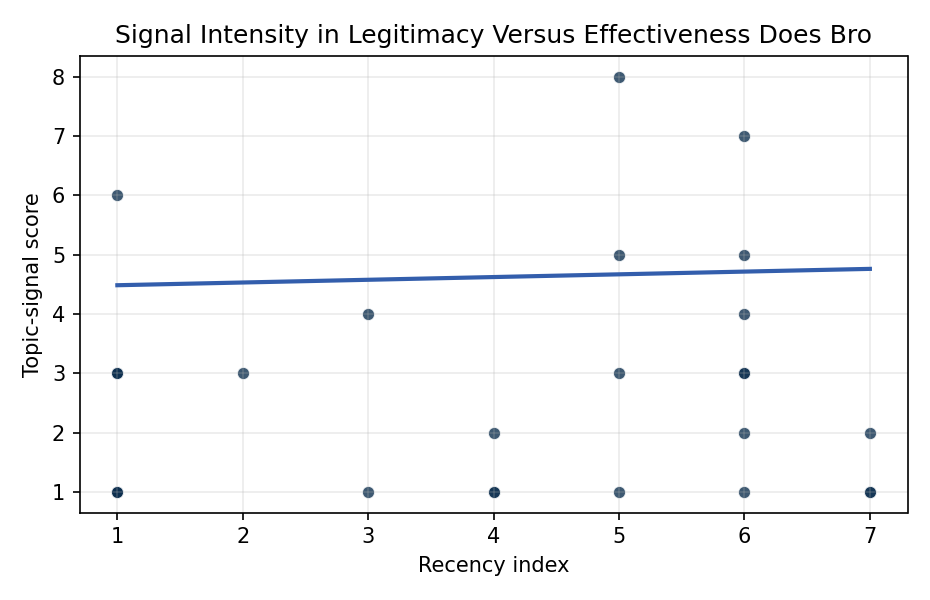 Signal Intensity in Legitimacy Versus Effectiveness Does Bro
Topic-signal score
8
7
6
5
4
3
2
1
1 2 3 4 5 6 7
Recency index